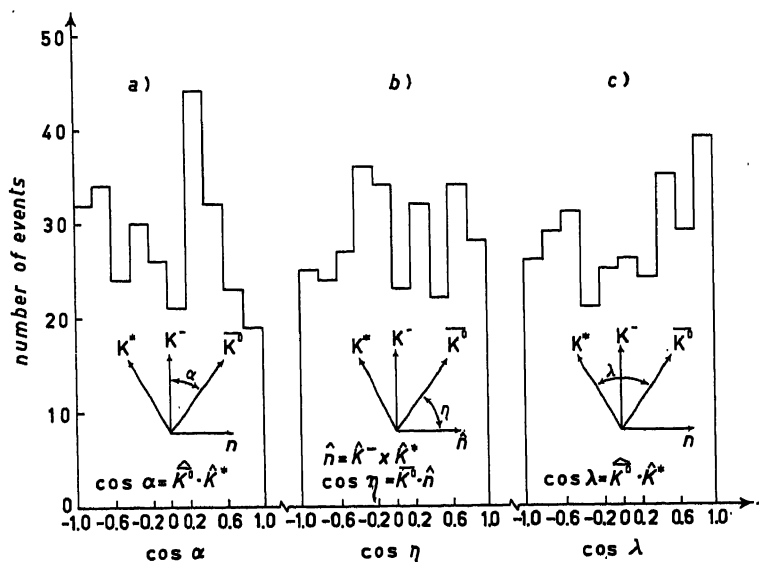 50
40
30
20
10
0
number of events
a)
b)
c)
K*
K⁻
K̄⁰
α
n
cos α = K̂̄⁰ · K̂*
K*
K⁻
K̄⁰
η
n̂
n̂ = K̂⁻ x K̂*
cos η = K̄⁰ · n̂
K*
K⁻
K̄⁰
λ
n
cos λ = K̂̄⁰ · K̂*
-1.0 -0.6 -0.2 0 0.2 0.6 1.0
-1.0 -0.6 -0.2 0 0.2 0.6 1.0
-1.0 -0.6 -0.2 0 0.2 0.6 1.0
cos α
cos η
cos λ